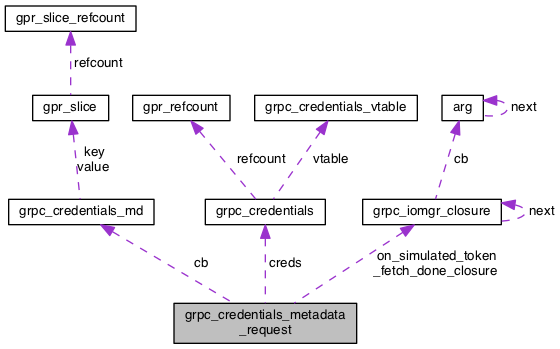 gpr_slice_refcount
refcount
gpr_slice
gpr_refcount
grpc_credentials_vtable
arg
next
key
value
refcount
vtable
cb
grpc_credentials_md
grpc_credentials
grpc_iomgr_closure
next
cb
creds
on_simulated_token
_fetch_done_closure
grpc_credentials_metadata
_request